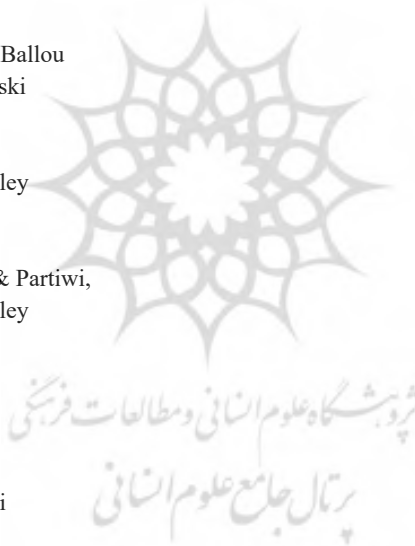 Ballou
ski
ley
& Partiwi,
ley
پژوهشگاه علوم انسانی و مطالعات فرهنگی
پرتال جامع علوم انسانی
i